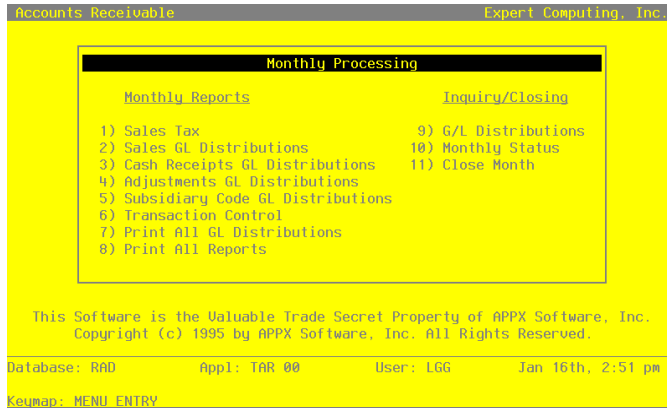 Accounts Receivable Expert Computing, Inc.
Monthly Processing
Monthly Reports Inquiry/Closing
1) Sales Tax 9) G/L Distributions
2) Sales GL Distributions 10) Monthly Status
3) Cash Receipts GL Distributions 11) Close Month
4) Adjustments GL Distributions
5) Subsidiary Code GL Distributions
6) Transaction Control
7) Print All GL Distributions
8) Print All Reports
This Software is the Valuable Trade Secret Property of APPX Software, Inc.
Copyright (c) 1995 by APPX Software, Inc. All Rights Reserved.
Database: RAD Appl: TAR 00 User: LGG Jan 16th, 2:51 pm
Keymap: MENU ENTRY